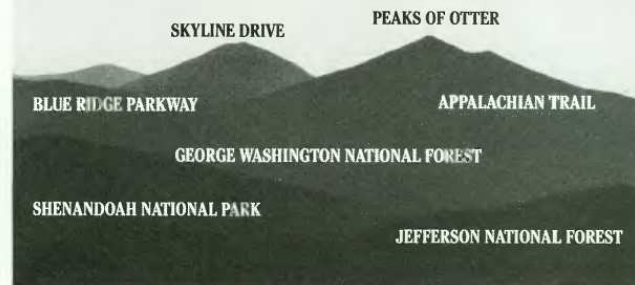 SKYLINE DRIVE
PEAKS OF OTTER
BLUE RIDGE PARKWAY
APPALACHIAN TRAIL
GEORGE WASHINGTON NATIONAL FOREST
SHENANDOAH NATIONAL PARK
JEFFERSON NATIONAL FOREST